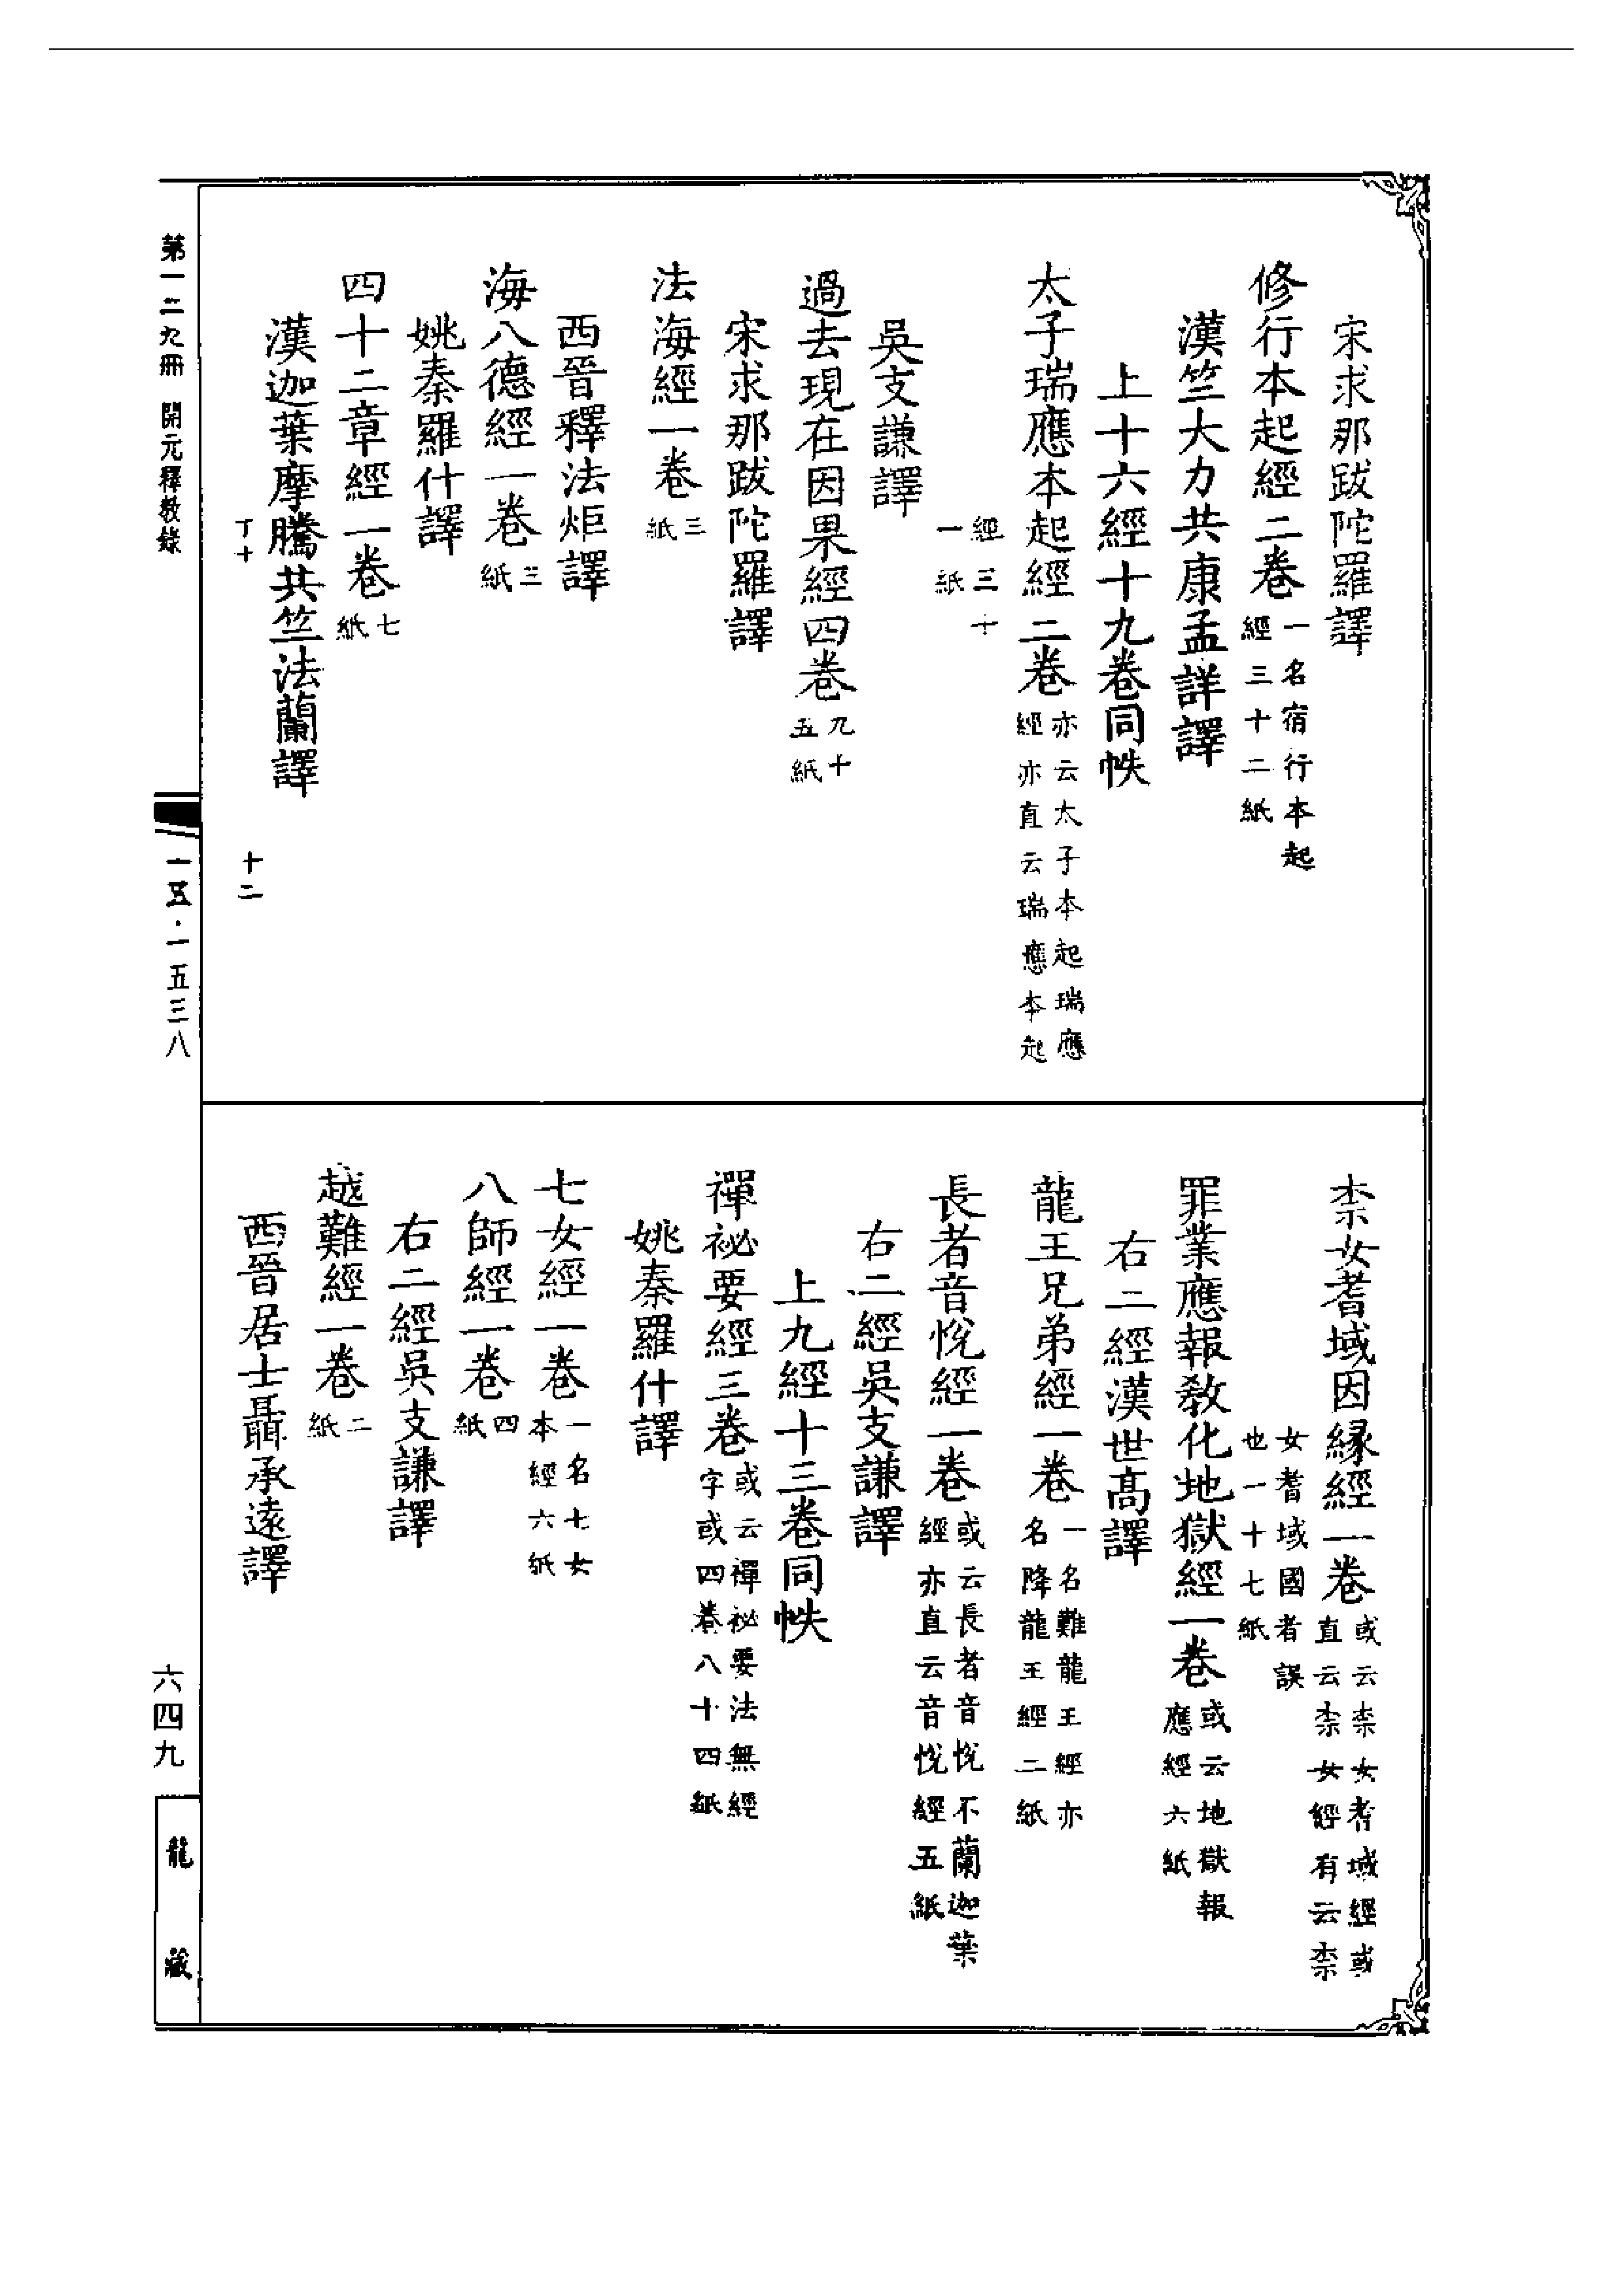 宋求那跋陀羅譯
修行本起經二卷一名宿行本起經三十二紙
漢竺大力共康孟詳譯
上十六經十九卷同帙
太子瑞應本起經二卷亦云太子本起瑞應經亦直云瑞應本起
經三十一紙
吳支謙譯
過去現在因果經四卷九十五紙
宋求那跋陀羅譯
法海經一卷三紙
西晉釋法炬譯
海八德經一卷三紙
姚秦羅什譯
四十二章經一卷七紙
漢迦葉摩騰共竺法蘭譯
丁十
十二
柰女耆域因緣經一卷或云柰女耆域經或直云柰女經有云柰
女耆域國者誤也一十七紙
罪業應報教化地獄經一卷或云地獄報應經六紙
右二經漢世高譯
龍王兄弟經一卷一名難龍王經亦名降龍王經二紙
長者音悅經一卷或云長者音悅不蘭迦葉經亦直云音悅經五紙
右二經吳支謙譯
上九經十三卷同帙
禪祕要經三卷或云禪祕要法無經字或四卷八十四紙
姚秦羅什譯
七女經一卷一名七女本經六紙
八師經一卷四紙
右二經吳支謙譯
越難經一卷二紙
西晉居士聶承遠譯
第一二九冊 開元釋教錄
一五·一五三八
六四九
龍藏